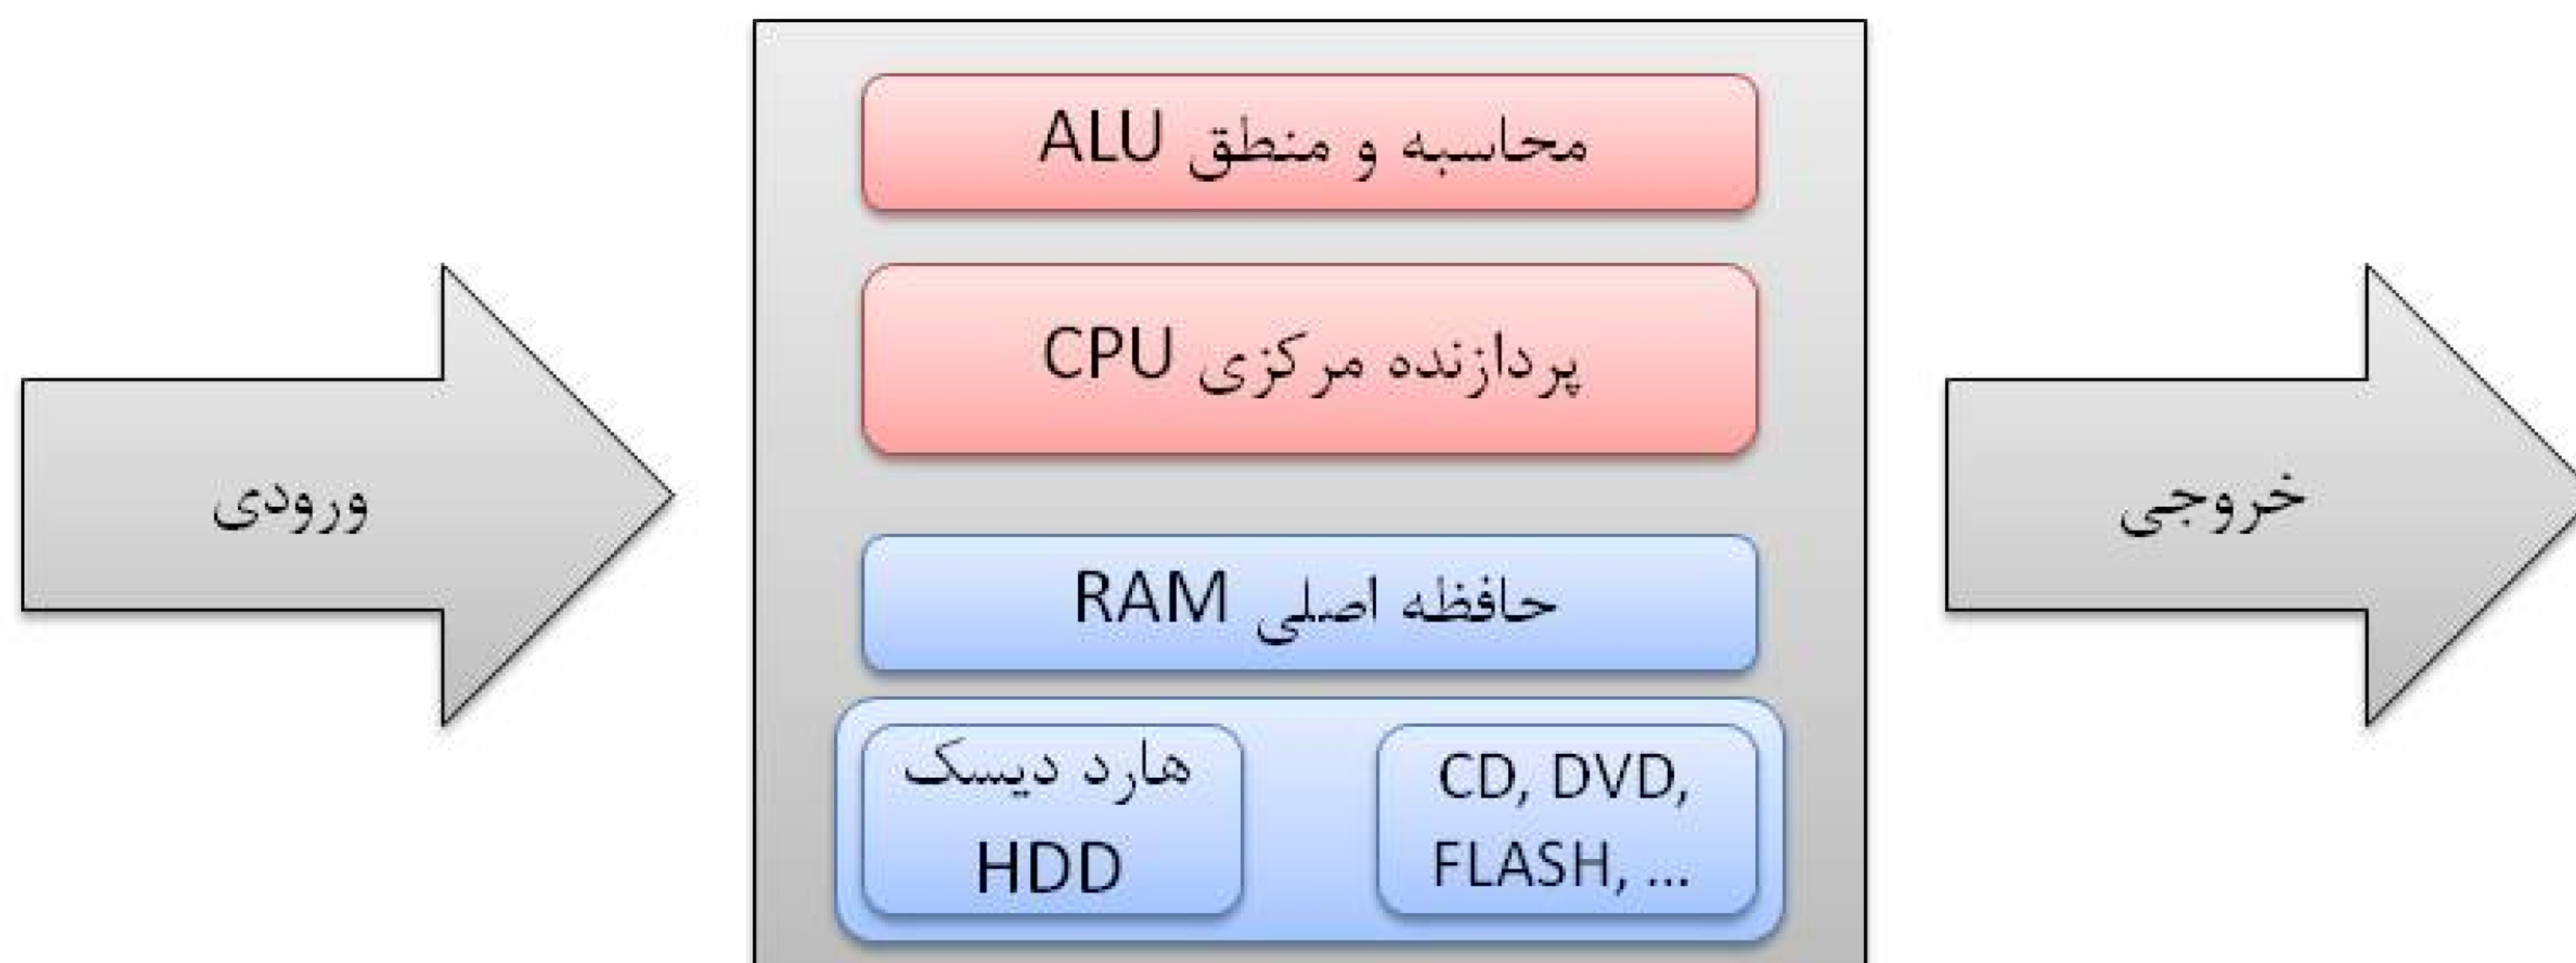 ورودی
محاسبه و منطق ALU
پردازنده مرکزی CPU
حافظه اصلی RAM
هارد دیسک
HDD
CD, DVD,
FLASH, ...
خروجی